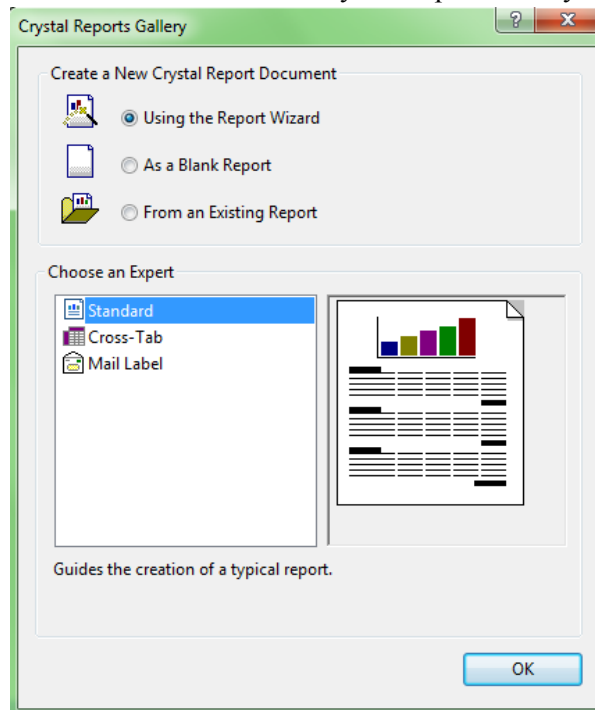 Crystal Reports Gallery
Create a New Crystal Report Document
Using the Report Wizard
As a Blank Report
From an Existing Report
Choose an Expert
Standard
Cross-Tab
Mail Label
Guides the creation of a typical report.
OK